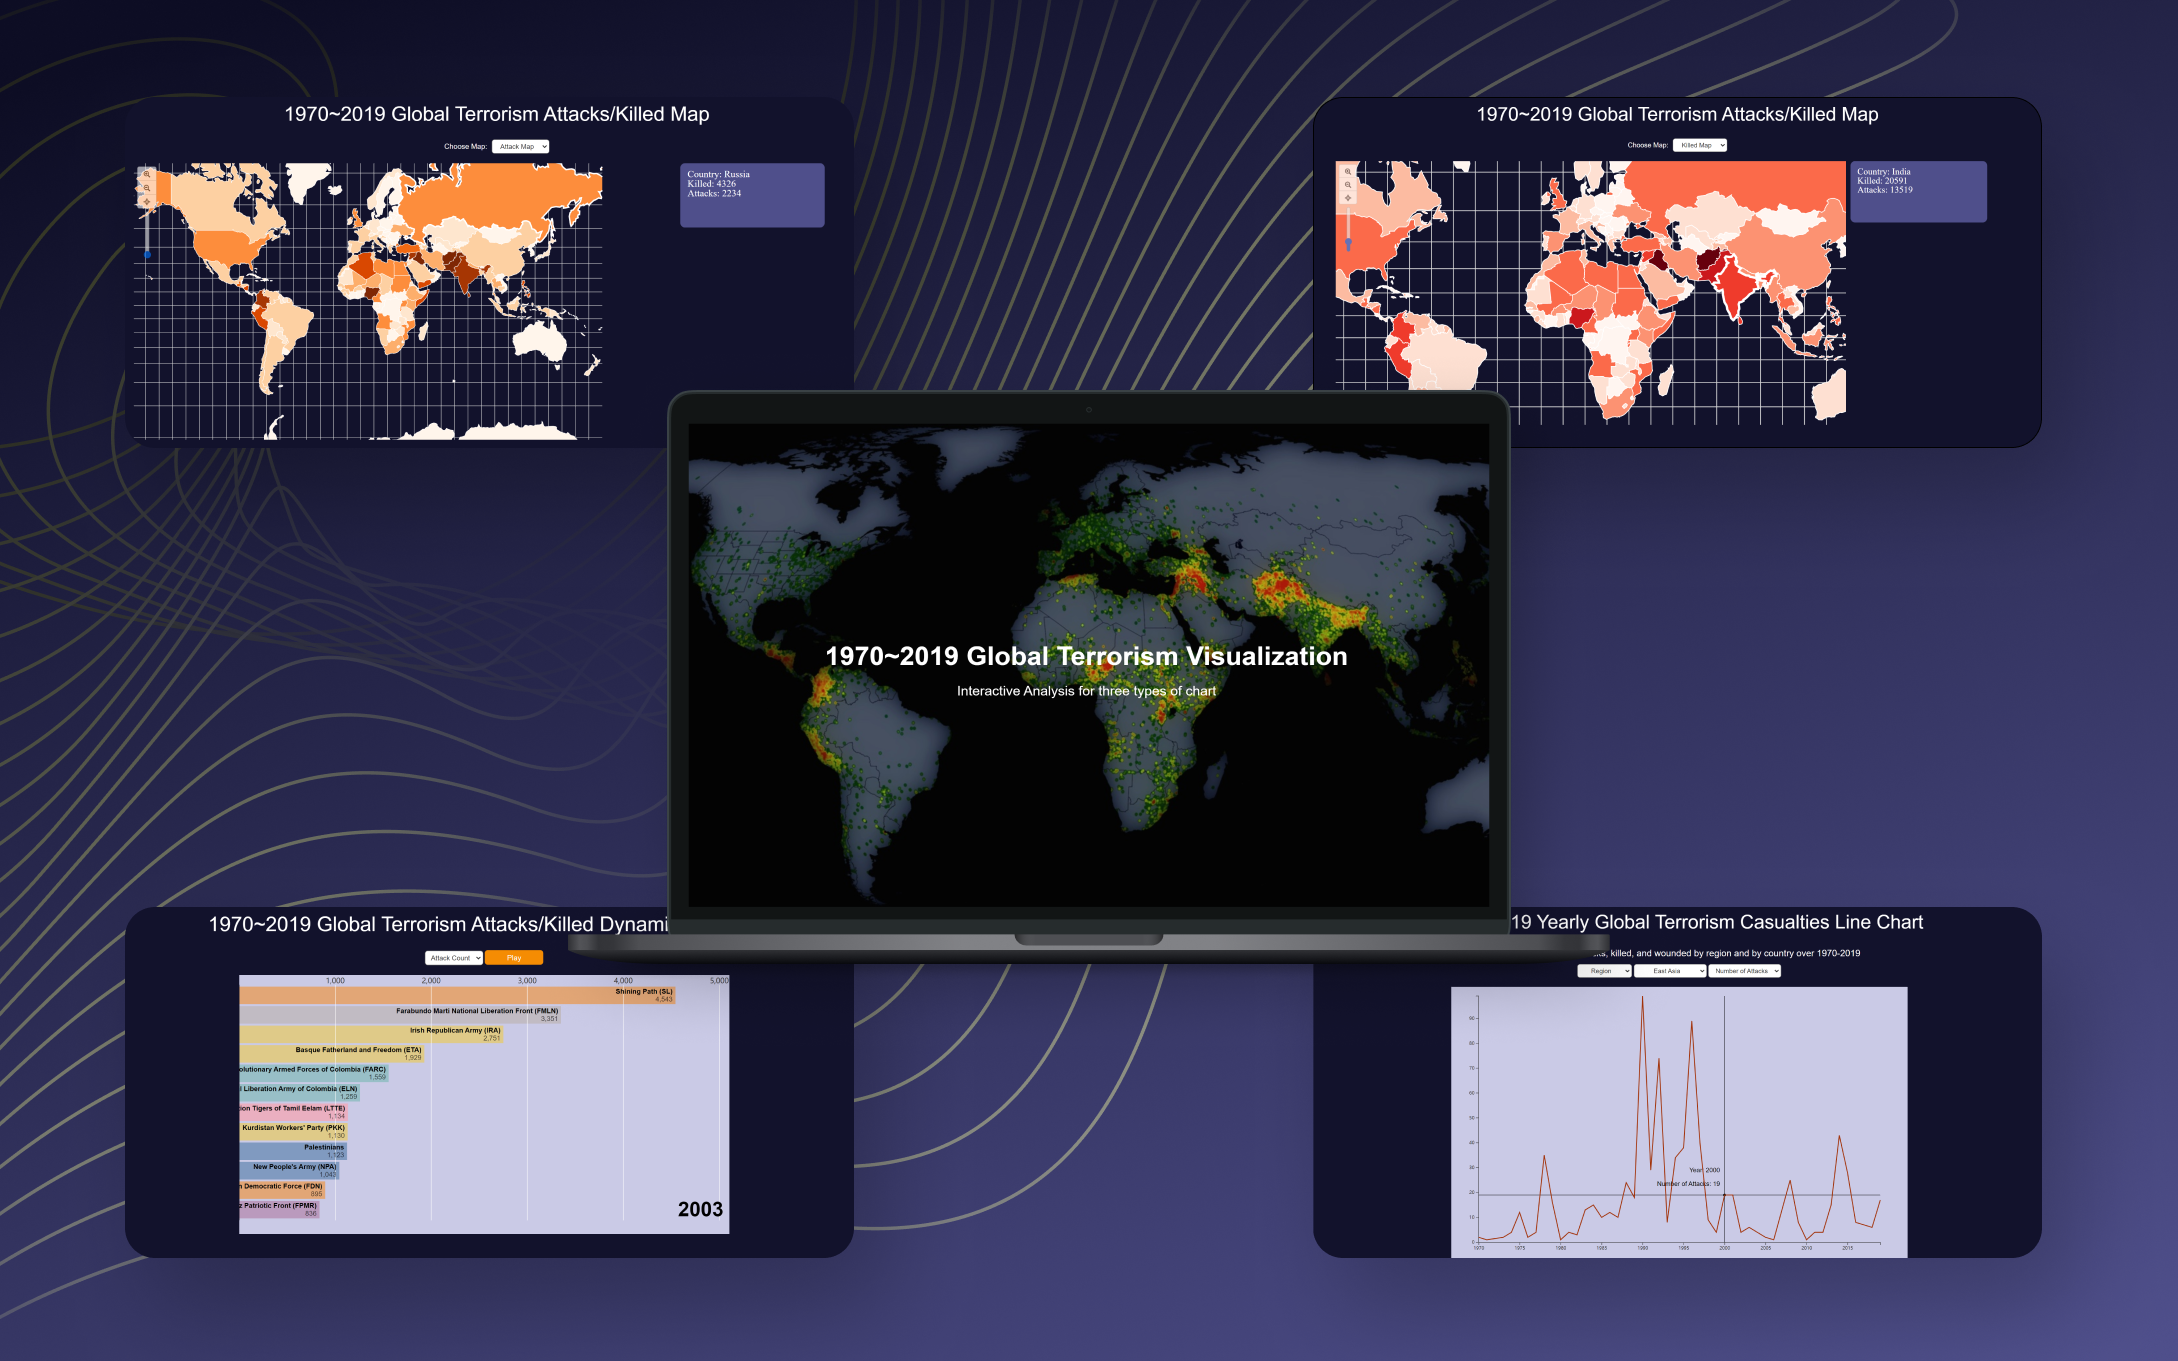 1970~2019 Global Terrorism Attacks/Killed Map
Choose Map: Attack Map
Country: Russia
Killed: 4326
Attacks: 2234
1970~2019 Global Terrorism Attacks/Killed Map
Choose Map: Killed Map
Country: India
Killed: 20591
Attacks: 13519
1970~2019 Global Terrorism Visualization
Interactive Analysis for three types of chart
1970~2019 Global Terrorism Attacks/Killed Dynami
Attack Count Play
1,000 2,000 3,000 4,000 5,000
Shining Path (SL)
4,543
Farabundo Marti National Liberation Front (FMLN)
3,351
Irish Republican Army (IRA)
2,751
Basque Fatherland and Freedom (ETA)
1,929
olutionary Armed Forces of Colombia (FARC)
1,559
l Liberation Army of Colombia (ELN)
1,259
ion Tigers of Tamil Eelam (LTTE)
1,134
Kurdistan Workers' Party (PKK)
1,130
Palestinians
1,123
New People's Army (NPA)
1,043
n Democratic Force (FDN)
895
z Patriotic Front (FPMR)
836
2003
19 Yearly Global Terrorism Casualties Line Chart
killed, and wounded by region and by country over 1970-2019
Region East Asia Number of Attacks
90
80
70
60
50
40
30
20
10
0
Year: 2000
Number of Attacks: 19
1970 1975 1980 1985 1990 1995 2000 2005 2010 2015